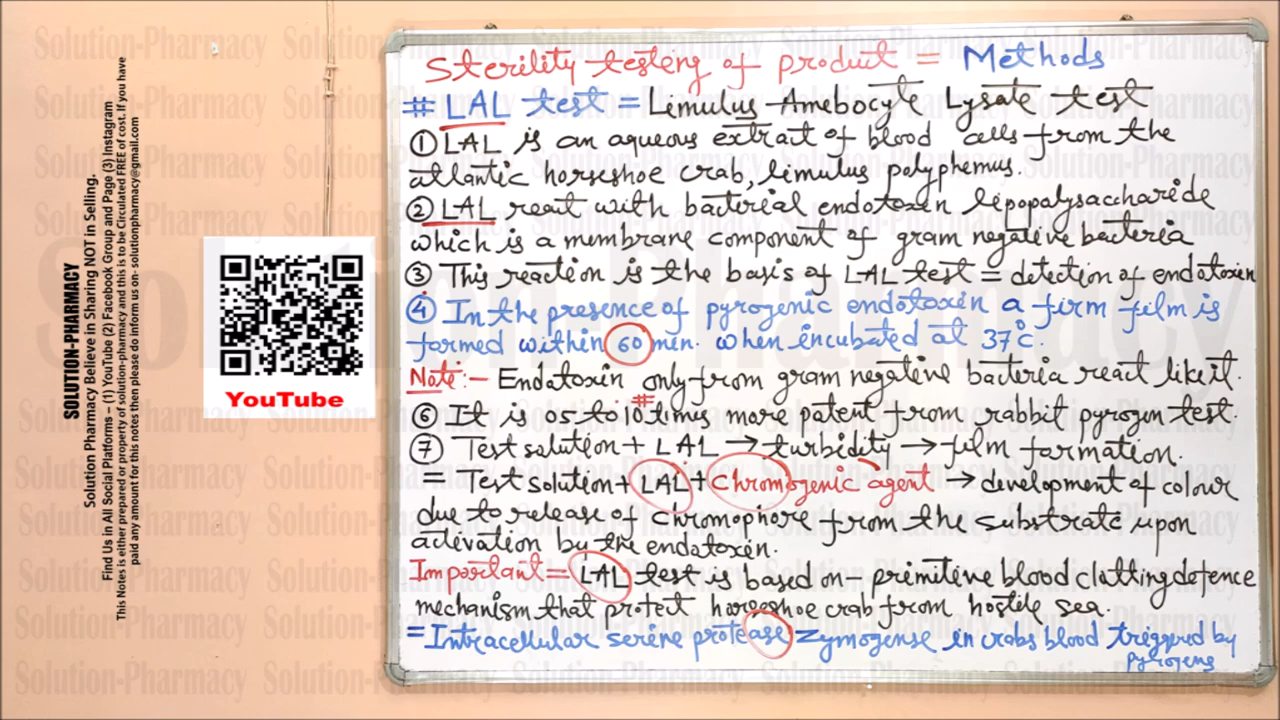 SOLUTION-PHARMACY
Solution Pharmacy Believe in Sharing NOT in Selling.
Find Us in All Social Platforms – (1) YouTube (2) Facebook Group and Page (3) Instagram
This Notes is either prepared or property of solution-pharmacy and this is to be Circulated FREE of cost. If you have
paid any amount for this notes then please do inform us on- solutionpharmacy@gmail.com
YouTube
Sterility testing of product = Methods
# LAL test = Limulus Amebocyte Lysate test
① LAL is an aqueous extrat of blood cells from the
atlantic horseshoe crab, limulus polyphemus.
② LAL reat with bacterial endotoxin lipopolysaccharide
which is a membrane component of gram negative bacteria
③ This reaction is the basis of LAL test = detection of endotoxin
④ In the presence of pyrogenic endotoxin a firm film is
formed within 60 min. when incubated at 37°c.
Note:- Endotoxin only from gram negative bacteria react like it.
⑥ It is as to 10 times more potent from rabbit pyrogen test.
⑦ Test solution + LAL → turbidity → film formation.
= Test solution + LAL + Chromogenic agent → development of colour
due to release of chromophere from the substrate upon
activation by the endotoxin.
Important = LAL test is based on - primitive blood clotting defence
mechanism that protect horeeshoe crab from hostile sea.
= Intracellular serine protease zymogense in crabs blood triggred by
pyrogens
Solution-Pharmacy